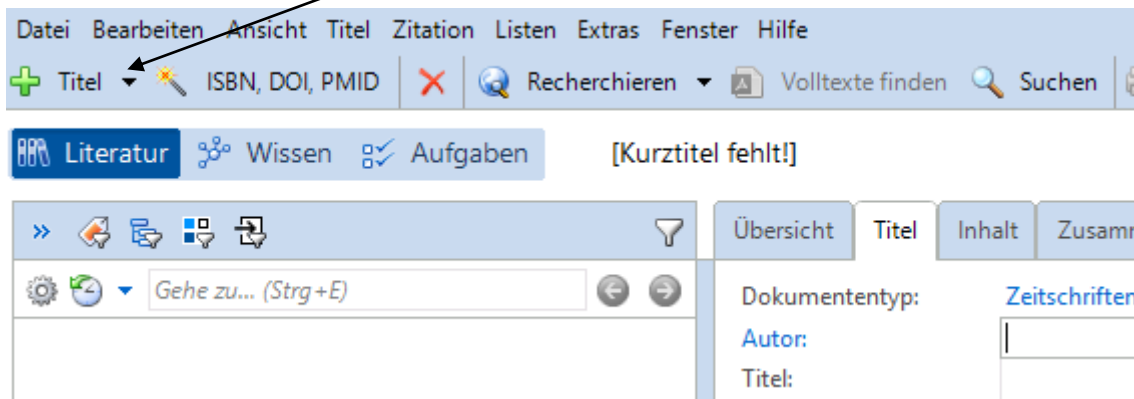 Datei Bearbeiten Ansicht Titel Zitation Listen Extras Fenster Hilfe
Titel ISBN, DOI, PMID Recherchieren Volltexte finden Suchen
Literatur Wissen Aufgaben [Kurztitel fehlt!]
Übersicht Titel Inhalt
Gehe zu... (Strg+E)
Dokumententyp:
Autor:
Titel: